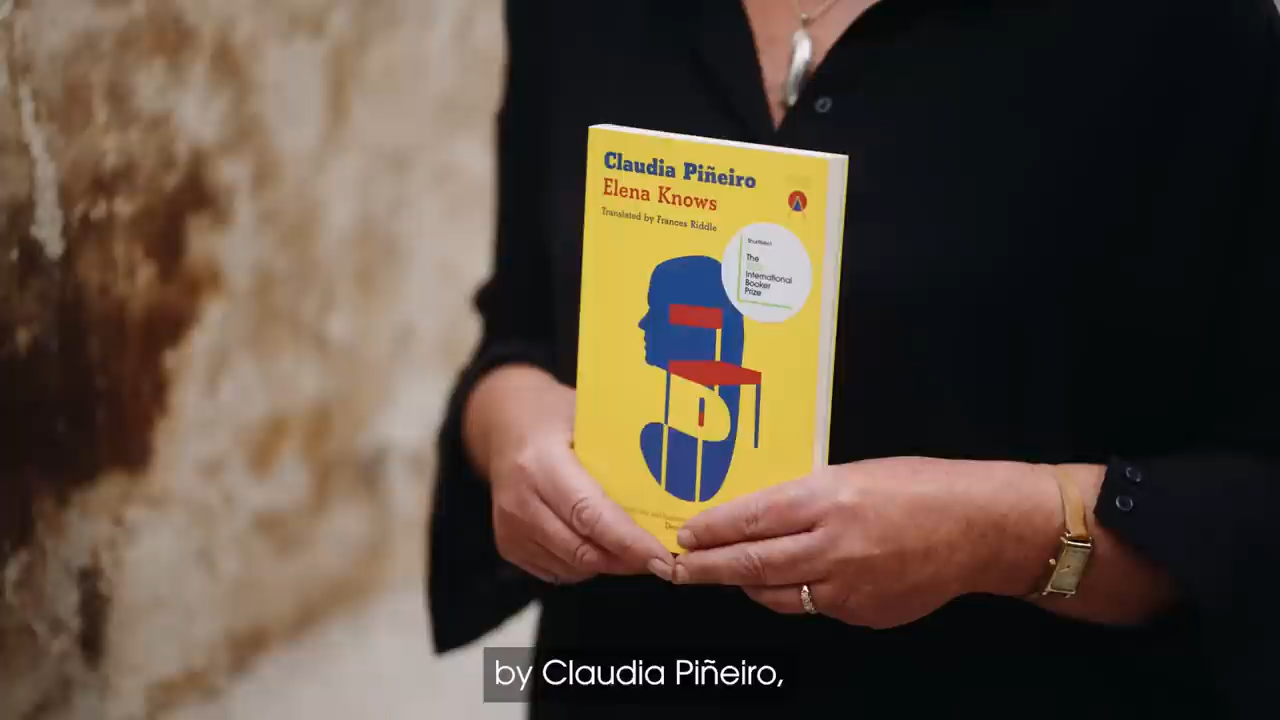 Claudia Piñeiro
Elena Knows
Translated by Frances Riddle
Shortlisted
The
International
Booker
Prize
by Claudia Piñeiro,